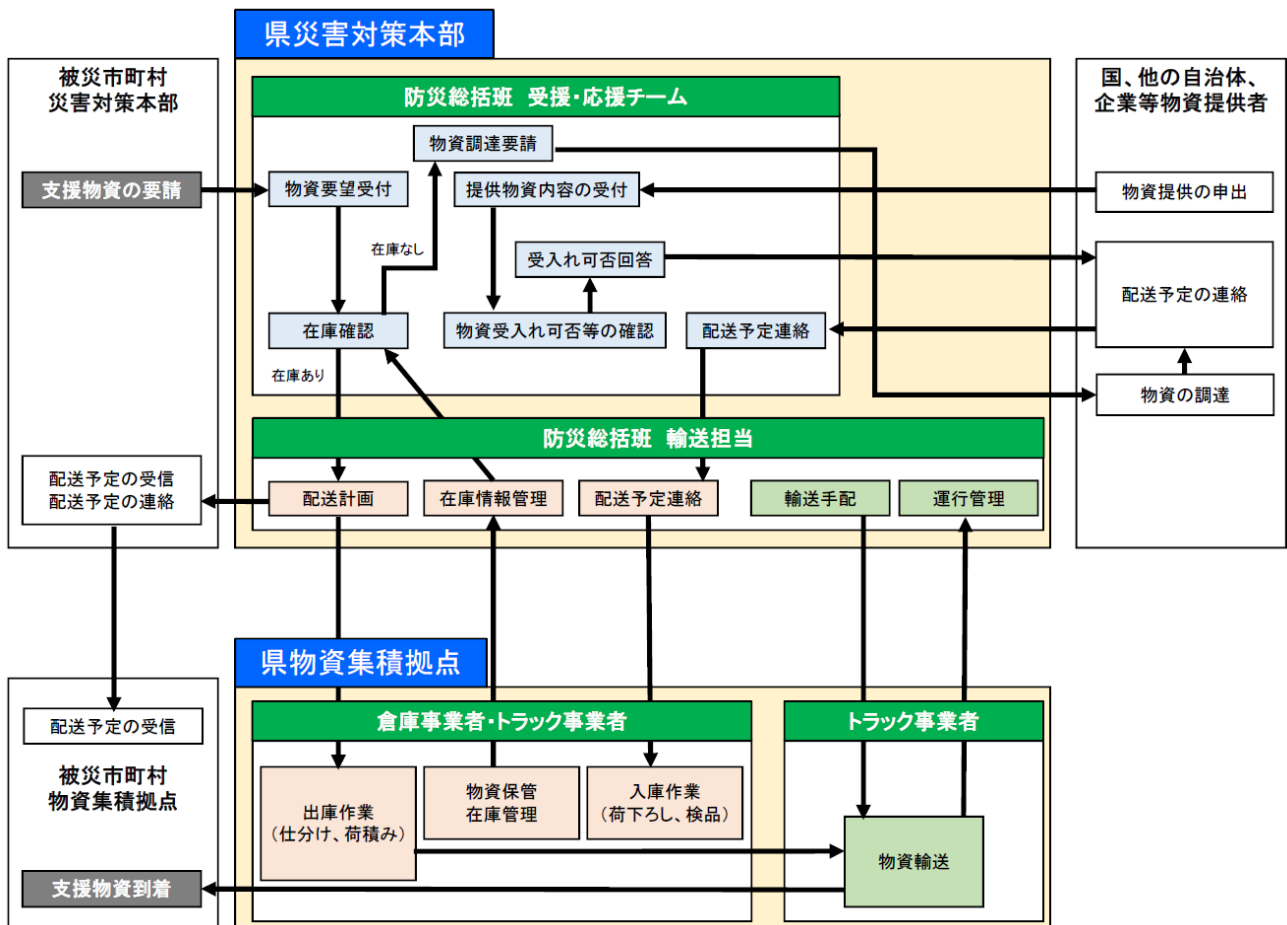 県災害対策本部
被災市町村
災害対策本部
国、他の自治体、
企業等物資提供者
防災総括班 受援・応援チーム
物資調達要請
支援物資の要請
物資要望受付
提供物資内容の受付
物資提供の申出
在庫なし
受入れ可否回答
配送予定の連絡
在庫確認
物資受入れ可否等の確認
配送予定連絡
在庫あり
物資の調達
防災総括班 輸送担当
配送予定の受信
配送予定の連絡
配送計画
在庫情報管理
配送予定連絡
輸送手配
運行管理
県物資集積拠点
倉庫事業者・トラック事業者
トラック事業者
配送予定の受信
被災市町村
物資集積拠点
出庫作業
（仕分け、荷積み）
物資保管
在庫管理
入庫作業
（荷下ろし、検品）
物資輸送
支援物資到着